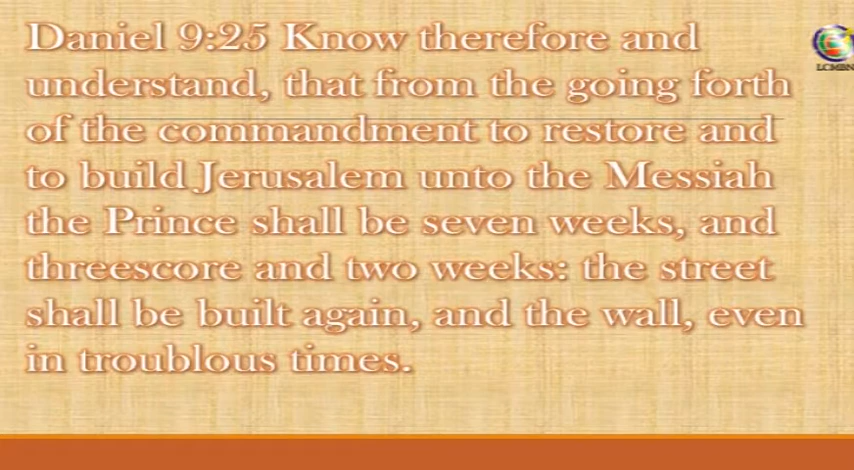 Daniel 9:25 Know therefore and
understand, that from the going forth
of the commandment to restore and
to build Jerusalem unto the Messiah
the Prince shall be seven weeks, and
threescore and two weeks: the street
shall be built again, and the wall, even
in troublous times.
LCMBN